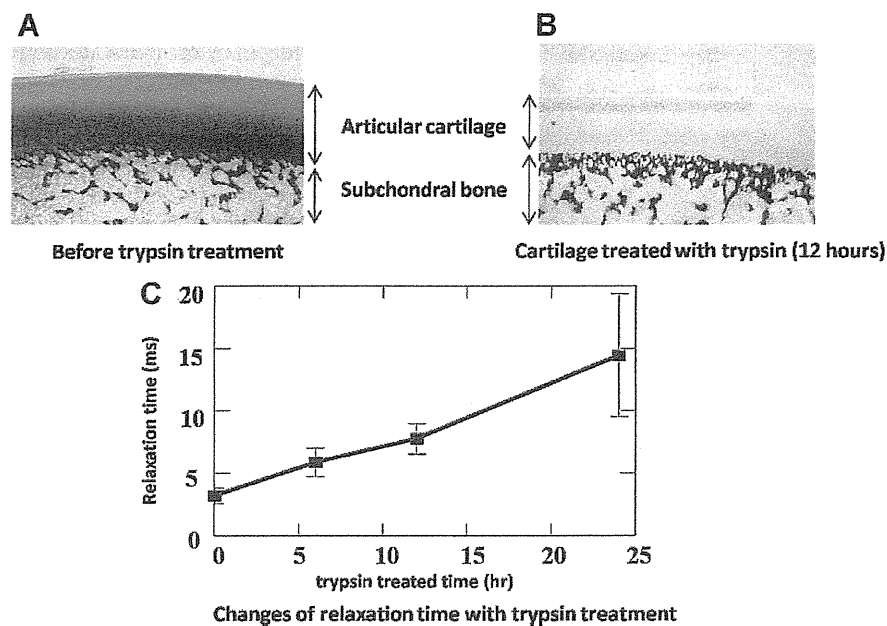 A
B
Articular cartilage
Subchondral bone
Before trypsin treatment
Cartilage treated with trypsin (12 hours)
C
20
15
10
5
0
Relaxation time (ms)
0 5 10 15 20 25
trypsin treated time (hr)
Changes of relaxation time with trypsin treatment